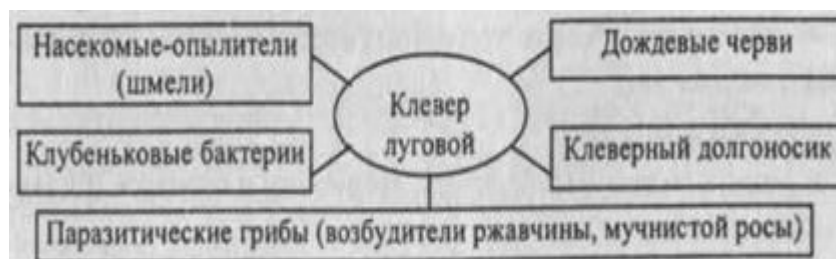 Насекомые-опылители
(шмели)
Дождевые черви
Клевер
луговой
Клубеньковые бактерии
Клеверный долгоносик
Паразитические грибы (возбудители ржавчины, мучнистой росы)